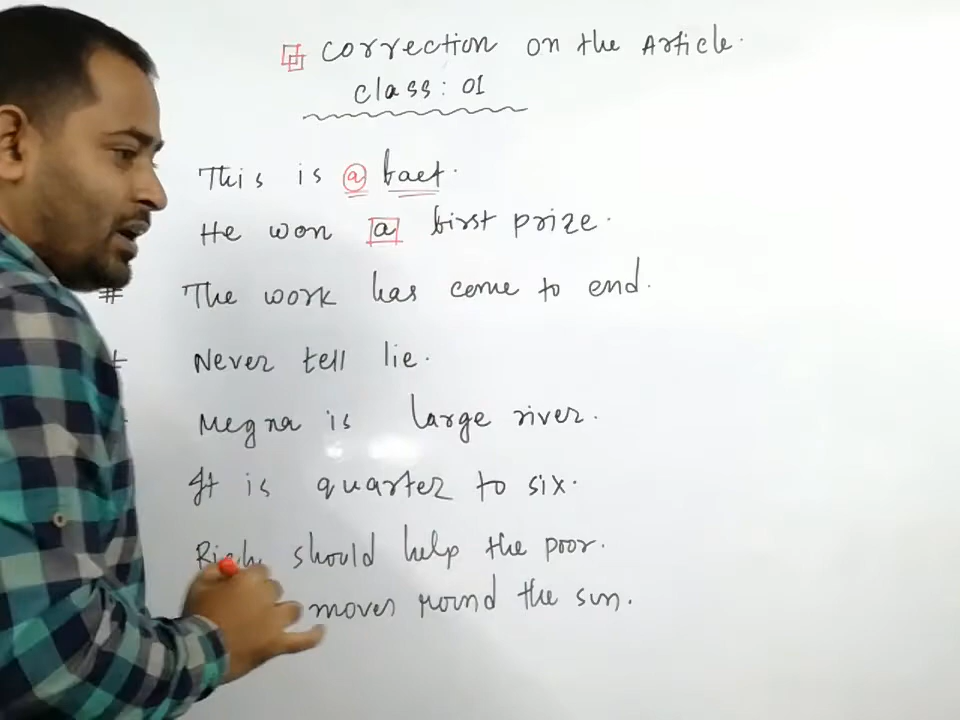 Correction on the Article.
class: 01
This is a fact.
He won a first prize.
# The work has come to end.
Never tell lie.
Megna is large river.
It is quarter to six.
Rich should help the poor.
moves round the sun.